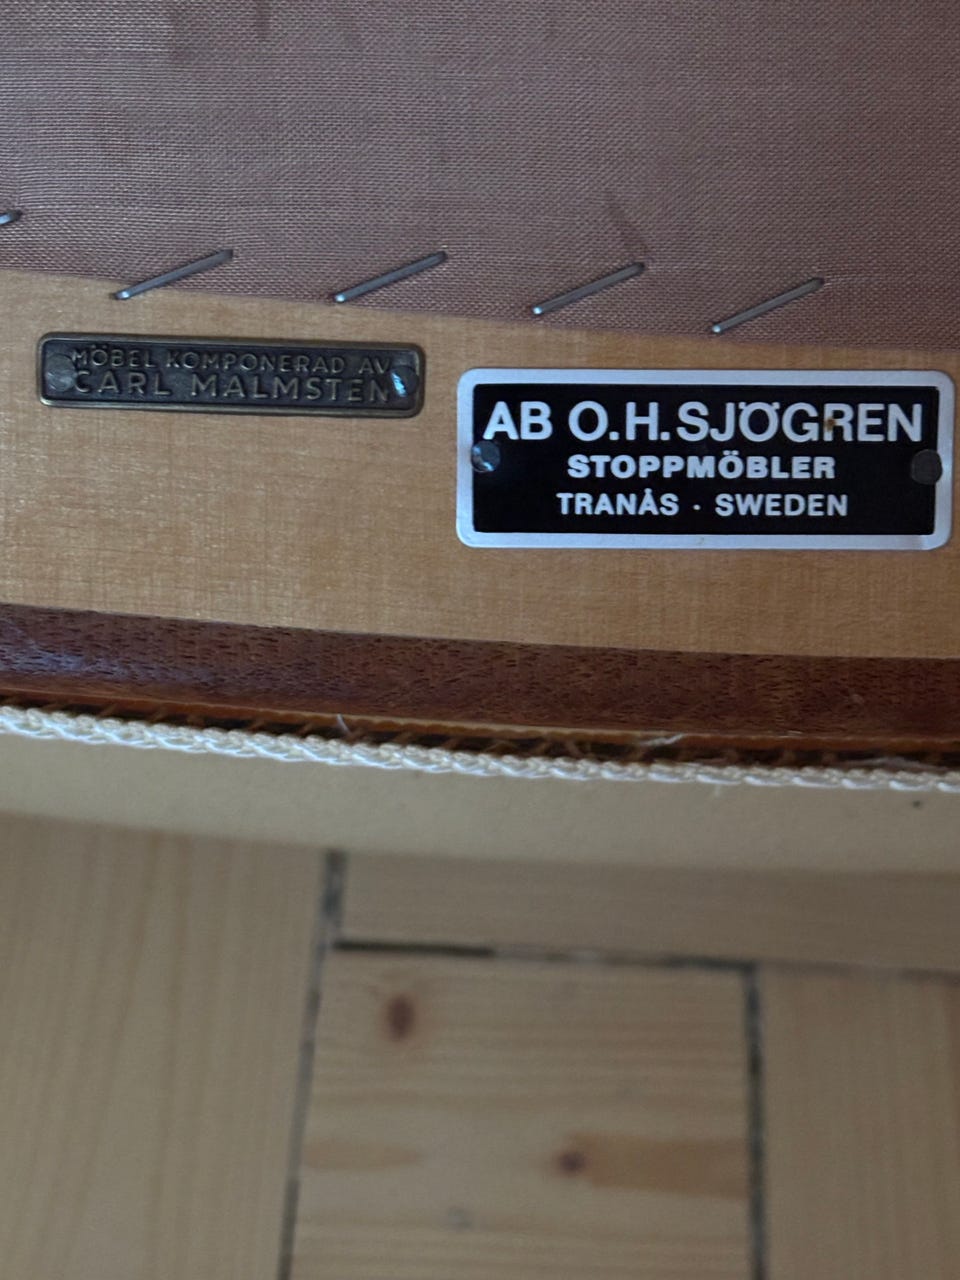 MÖBEL KOMPONERAD AV
CARL MALMSTEN
AB O.H. SJÖGREN
STOPPMÖBLER
TRANÅS · SWEDEN